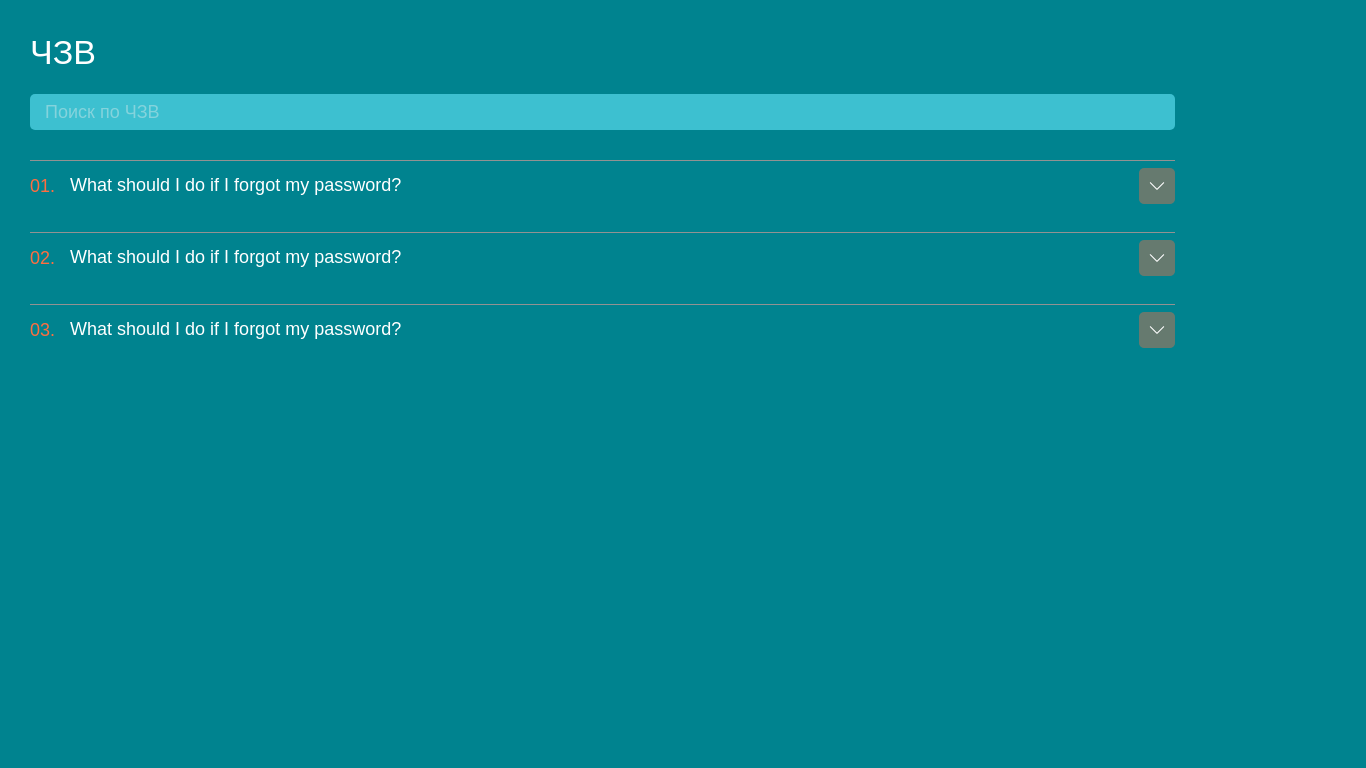 ЧЗВ
Поиск по ЧЗВ
01. What should I do if I forgot my password?
02. What should I do if I forgot my password?
03. What should I do if I forgot my password?